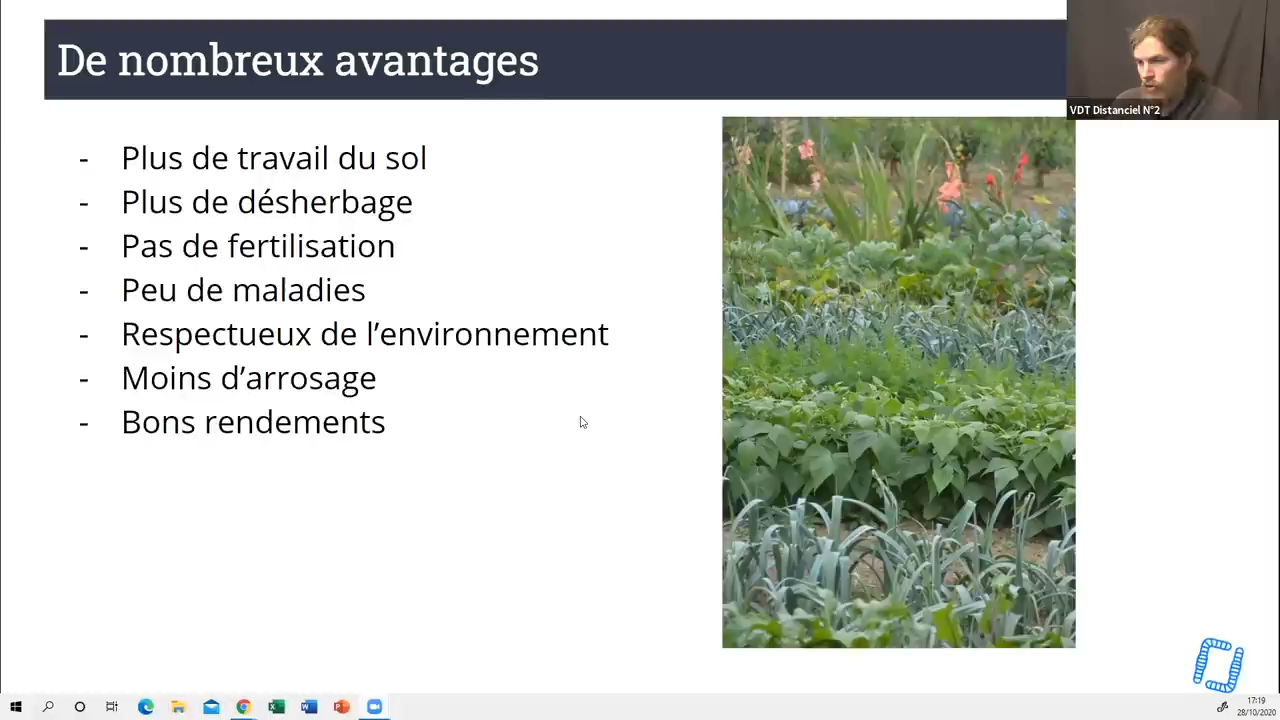 De nombreux avantages
VDT Distanciel N°2
- Plus de travail du sol
- Plus de désherbage
- Pas de fertilisation
- Peu de maladies
- Respectueux de l’environnement
- Moins d’arrosage
- Bons rendements
17:19
28/10/2020